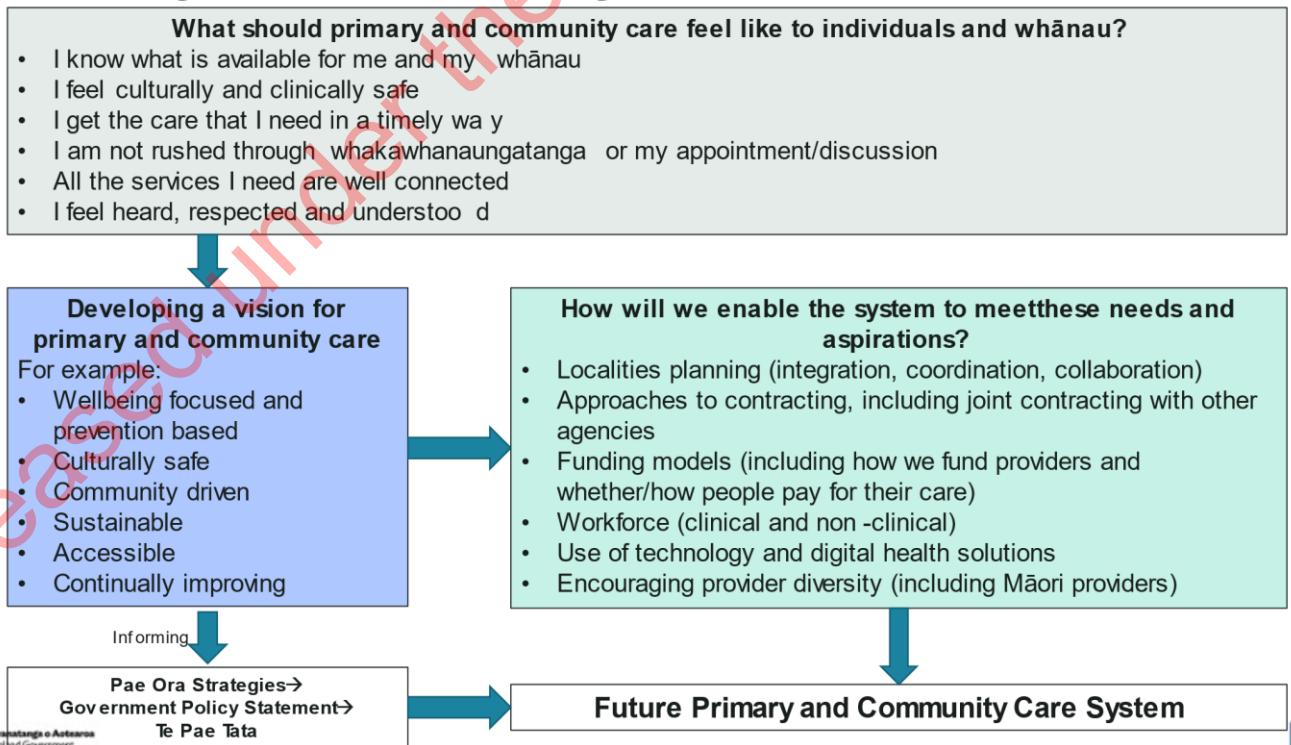 What should primary and community care feel like to individuals and whānau?
• I know what is available for me and my whānau
• I feel culturally and clinically safe
• I get the care that I need in a timely wa y
• I am not rushed through whakawhanaungatanga or my appointment/discussion
• All the services I need are well connected
• I feel heard, respected and understoo d
Developing a vision for
primary and community care
For example:
• Wellbeing focused and
prevention based
• Culturally safe
• Community driven
• Sustainable
• Accessible
• Continually improving
How will we enable the system to meetthese needs and
aspirations?
• Localities planning (integration, coordination, collaboration)
• Approaches to contracting, including joint contracting with other
agencies
• Funding models (including how we fund providers and
whether/how people pay for their care)
• Workforce (clinical and non -clinical)
• Use of technology and digital health solutions
• Encouraging provider diversity (including Māori providers)
Informing
Pae Ora Strategies→
Government Policy Statement→
Te Pae Tata
Future Primary and Community Care System
eased under the
o Aotearoa
Government